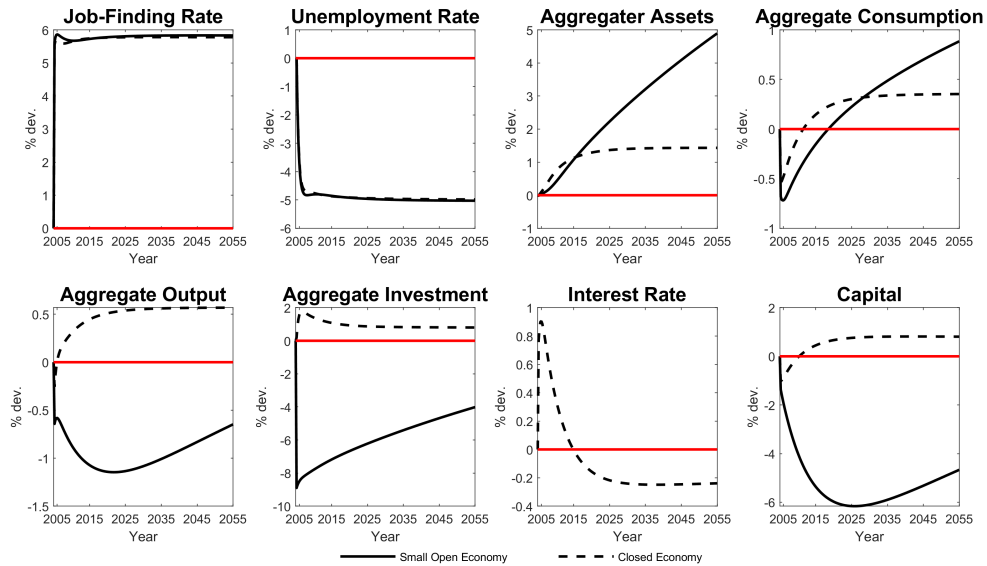 Job-Finding Rate
Unemployment Rate
Aggregater Assets
Aggregate Consumption
% dev.
6
5
4
3
2
1
0
2005 2015 2025 2035 2045 2055
Year
% dev.
1
0
-1
-2
-3
-4
-5
-6
2005 2015 2025 2035 2045 2055
Year
% dev.
5
4
3
2
1
0
-1
2005 2015 2025 2035 2045 2055
Year
% dev.
1
0.5
0
-0.5
-1
2005 2015 2025 2035 2045 2055
Year
Aggregate Output
Aggregate Investment
Interest Rate
Capital
% dev.
0.5
0
-0.5
-1
-1.5
2005 2015 2025 2035 2045 2055
Year
% dev.
2
0
-2
-4
-6
-8
-10
2005 2015 2025 2035 2045 2055
Year
% dev.
1
0.8
0.6
0.4
0.2
0
-0.2
-0.4
2005 2015 2025 2035 2045 2055
Year
% dev.
2
0
-2
-4
-6
2005 2015 2025 2035 2045 2055
Year
Small Open Economy
Closed Economy